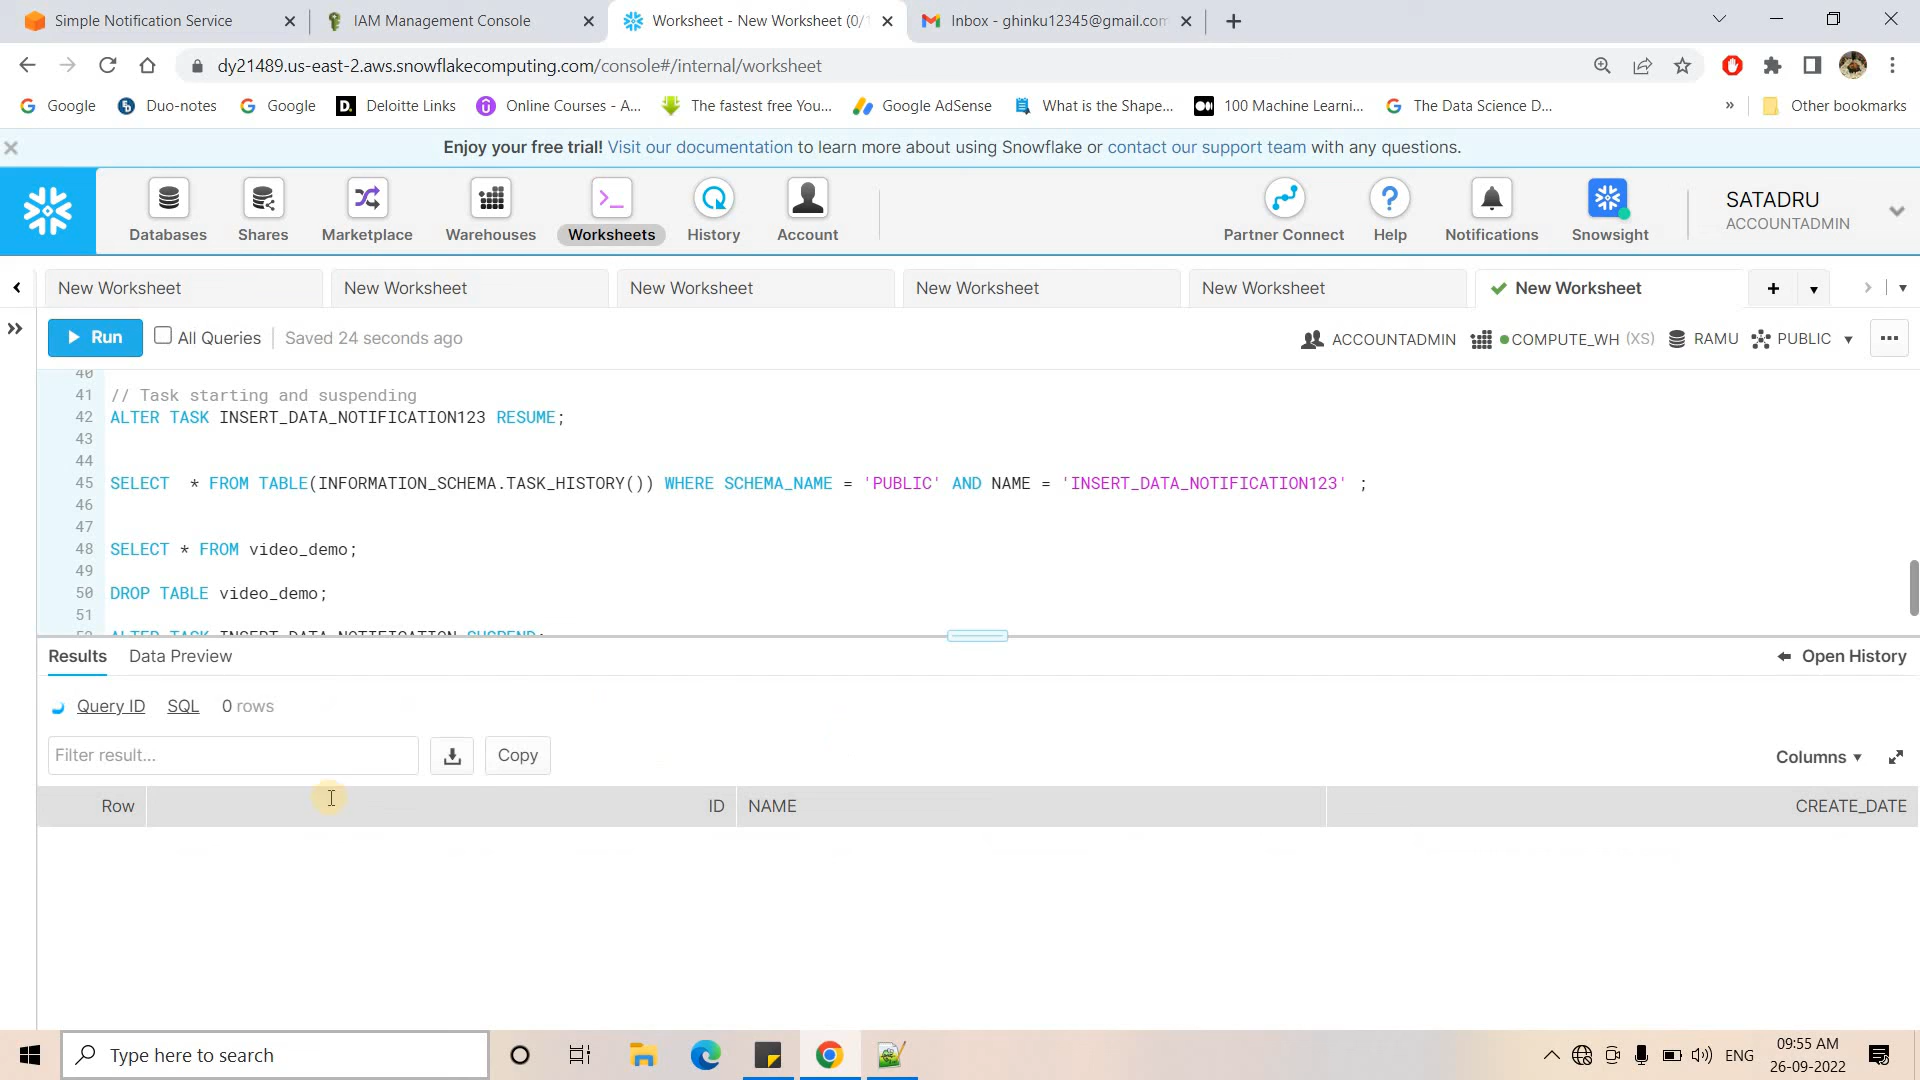 Simple Notification Service
IAM Management Console
Worksheet - New Worksheet (0/1
Inbox - ghinku12345@gmail.com
dy21489.us-east-2.aws.snowflakecomputing.com/console#/internal/worksheet
Google
Duo-notes
Google
Deloitte Links
Online Courses - A...
The fastest free You...
Google AdSense
What is the Shape...
100 Machine Learni...
The Data Science D...
»
Other bookmarks
Enjoy your free trial! Visit our documentation to learn more about using Snowflake or contact our support team with any questions.
Databases
Shares
Marketplace
Warehouses
Worksheets
History
Account
Partner Connect
Help
Notifications
Snowsight
SATADRU
ACCOUNTADMIN
New Worksheet
New Worksheet
New Worksheet
New Worksheet
New Worksheet
New Worksheet
Run
All Queries
Saved 24 seconds ago
ACCOUNTADMIN
COMPUTE_WH (XS)
RAMU
PUBLIC
40
41 // Task starting and suspending
42 ALTER TASK INSERT_DATA_NOTIFICATION123 RESUME;
43
44
45 SELECT * FROM TABLE(INFORMATION_SCHEMA.TASK_HISTORY()) WHERE SCHEMA_NAME = 'PUBLIC' AND NAME = 'INSERT_DATA_NOTIFICATION123' ;
46
47
48 SELECT * FROM video_demo;
49
50 DROP TABLE video_demo;
51
52 ALTER TASK INSERT_DATA_NOTIFICATION SUSPEND;
Results
Data Preview
Open History
Query ID
SQL
0 rows
Filter result...
Copy
Columns
Row
ID
NAME
CREATE_DATE
Type here to search
ENG
09:55 AM
26-09-2022